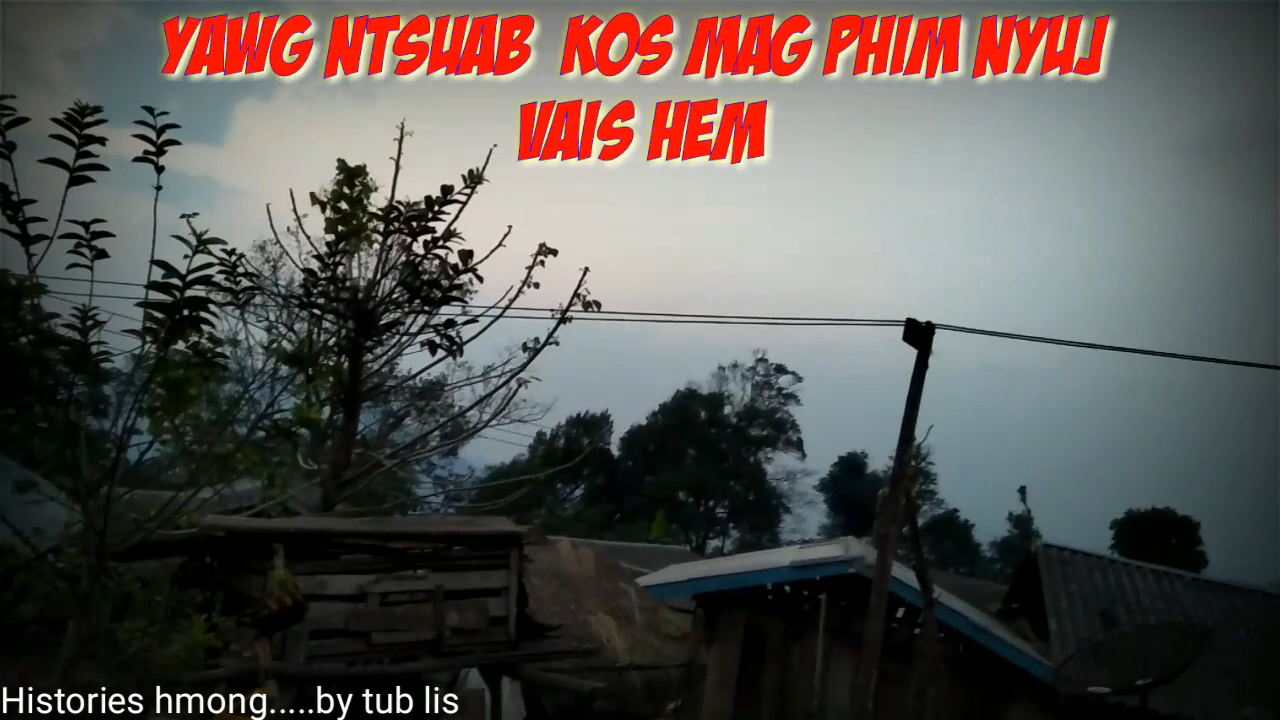 YAWG NTSUAB KOS MAG PHIM NYUJ
VAIS HEM
Histories hmong.....by tub lis